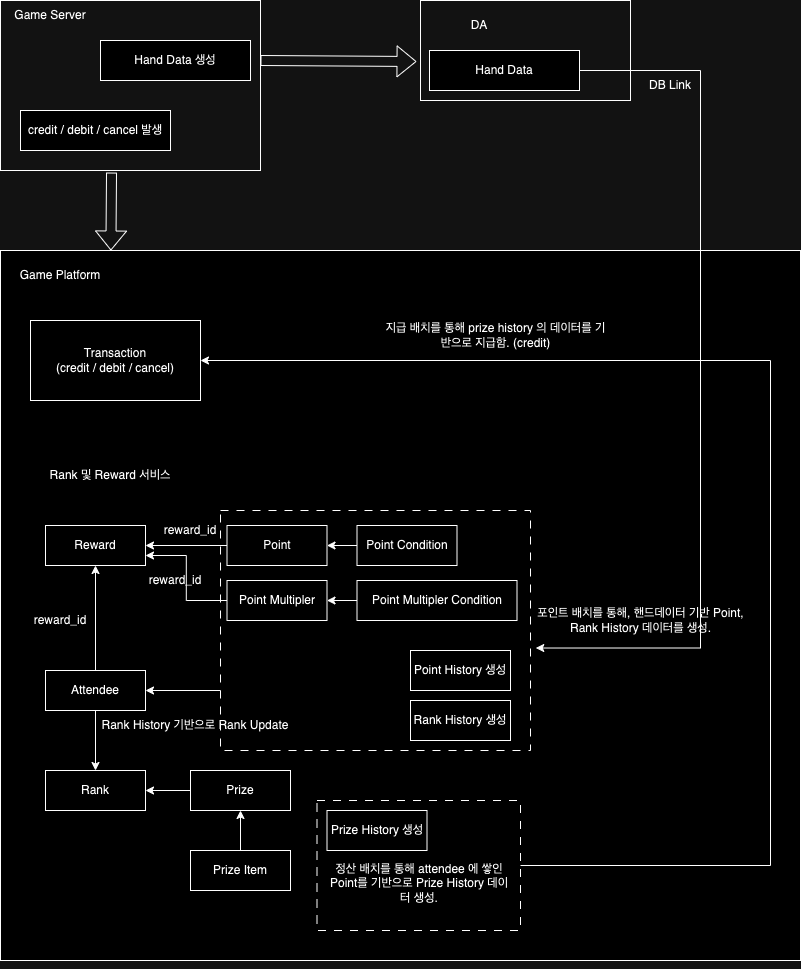 Game Server
Hand Data 생성
credit / debit / cancel 발생
DA
Hand Data
DB Link
Game Platform
Transaction
(credit / debit / cancel)
지급 배치를 통해 prize history 의 데이터를 기
반으로 지급함. (credit)
Rank 및 Reward 서비스
Reward
reward_id
Point
Point Condition
reward_id
Point Multipler
Point Multipler Condition
reward_id
포인트 배치를 통해, 핸드데이터 기반 Point,
Rank History 데이터를 생성.
Point History 생성
Attendee
Rank History 생성
Rank History 기반으로 Rank Update
Rank
Prize
Prize Item
Prize History 생성
정산 배치를 통해 attendee 에 쌓인
Point를 기반으로 Prize History 데이
터 생성.